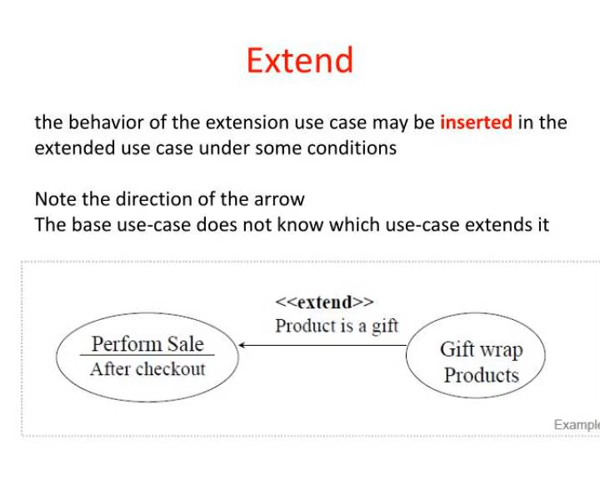 Extend
the behavior of the extension use case may be inserted in the
extended use case under some conditions
Note the direction of the arrow
The base use-case does not know which use-case extends it
<<extend>>
Product is a gift
Perform Sale
After checkout
Gift wrap
Products
Example